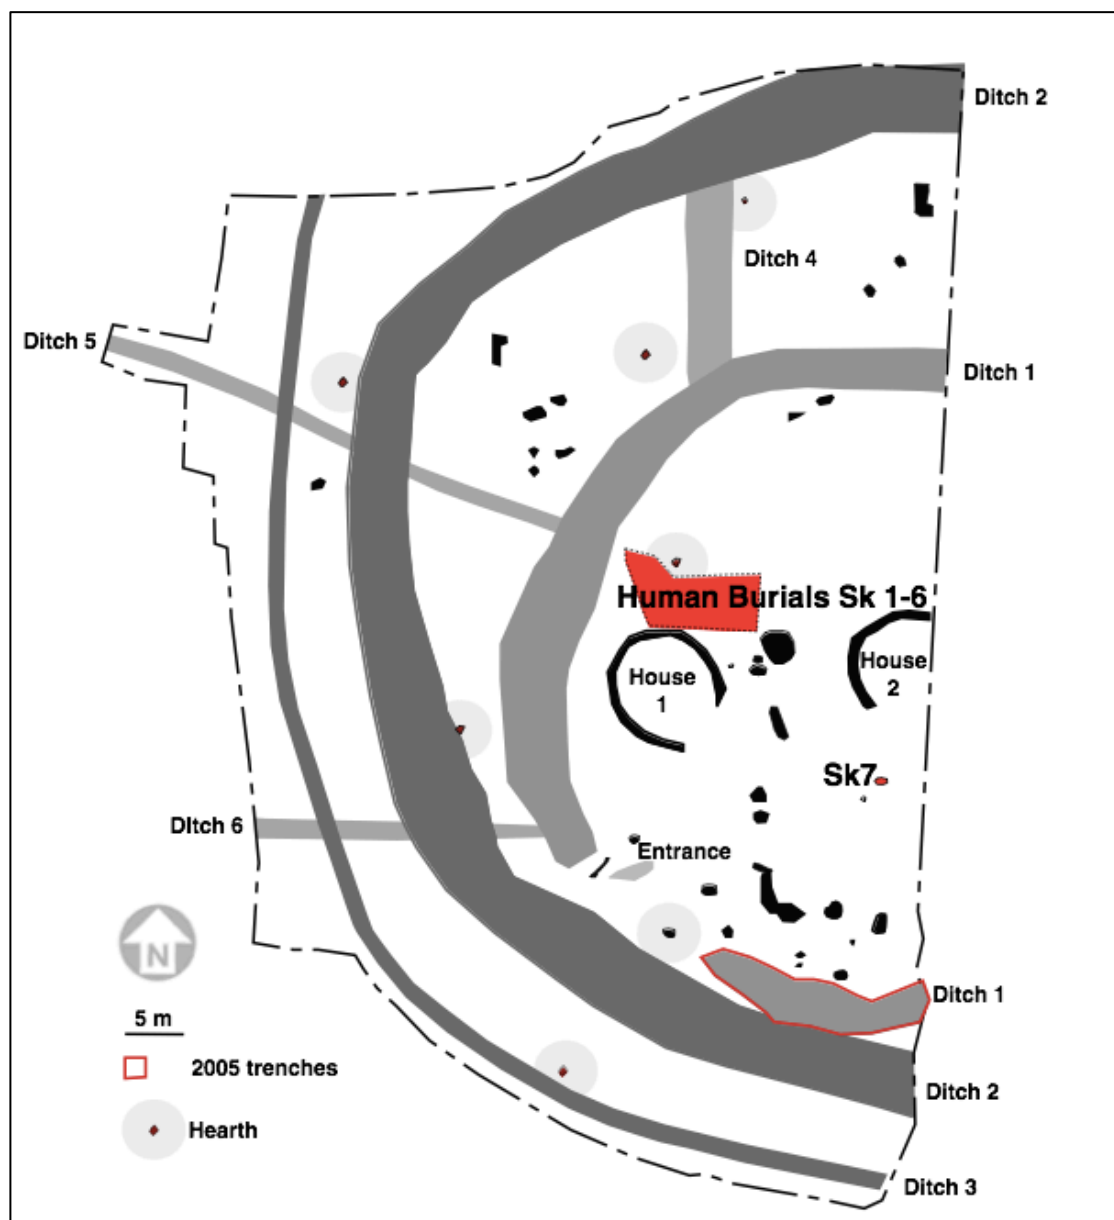 Ditch 2
Ditch 4
Ditch 5
Ditch 1
Human Burials Sk 1-6
House
1
House
2
Sk7
DItch 6
Entrance
N
5 m
Ditch 1
2005 trenches
Ditch 2
Hearth
Ditch 3